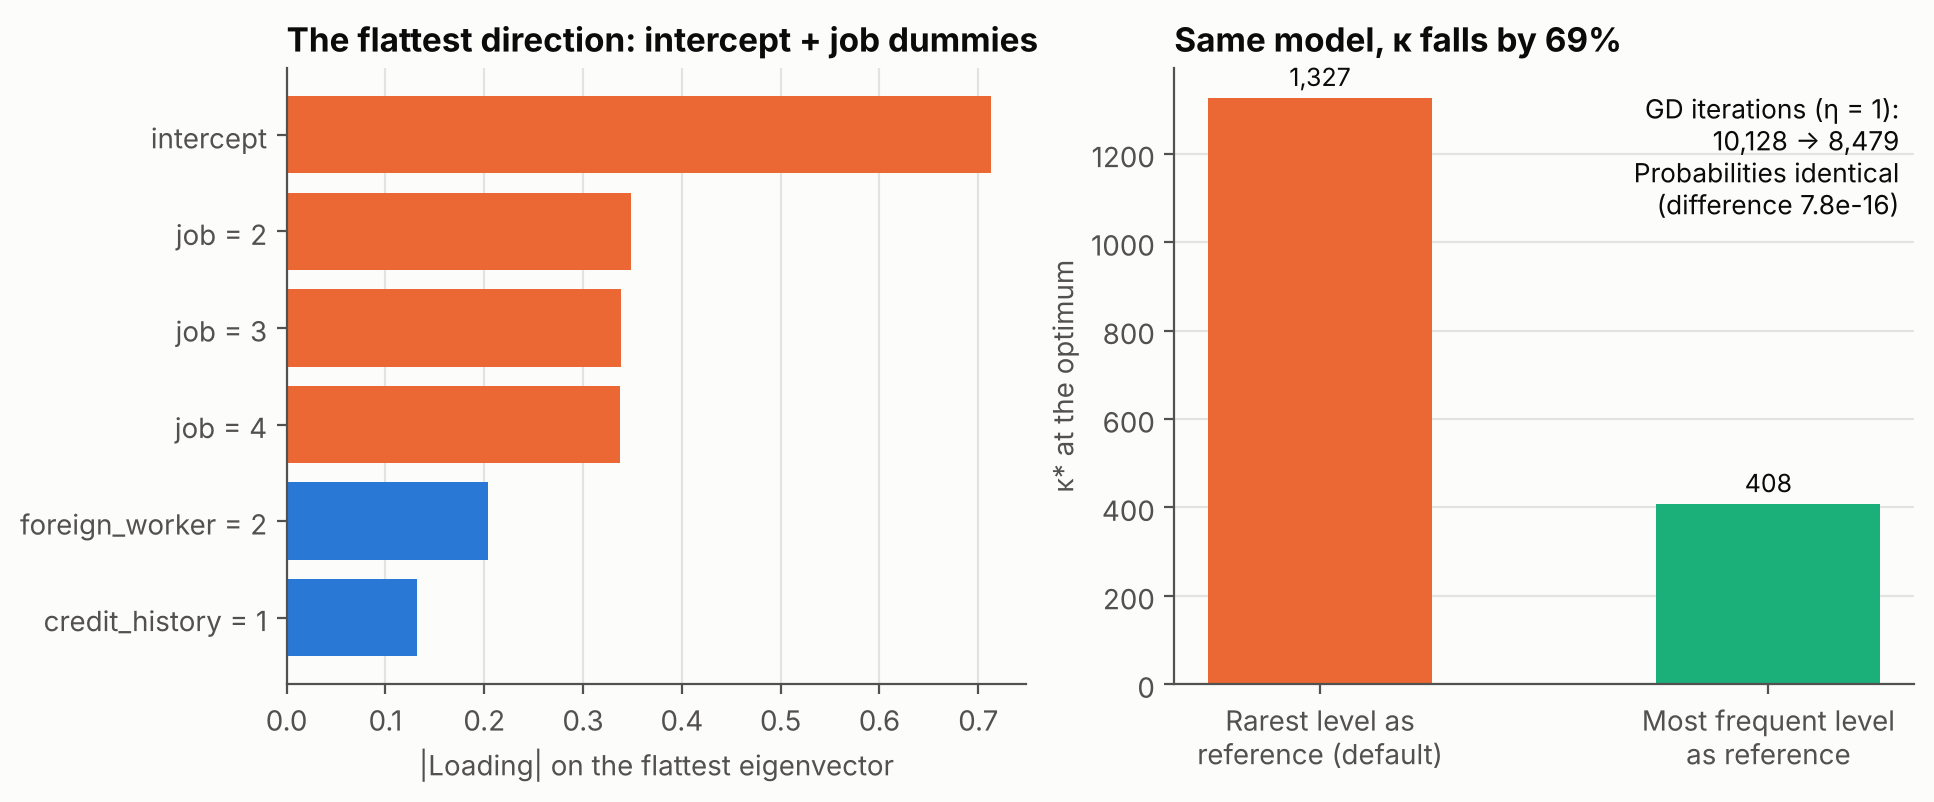 The flattest direction: intercept + job dummies
intercept
job = 2
job = 3
job = 4
foreign_worker = 2
credit_history = 1
0.0 0.1 0.2 0.3 0.4 0.5 0.6 0.7
|Loading| on the flattest eigenvector
Same model, κ falls by 69%
κ* at the optimum
1200
1000
800
600
400
200
0
1,327
408
GD iterations (η = 1):
10,128 → 8,479
Probabilities identical
(difference 7.8e-16)
Rarest level as
reference (default)
Most frequent level
as reference